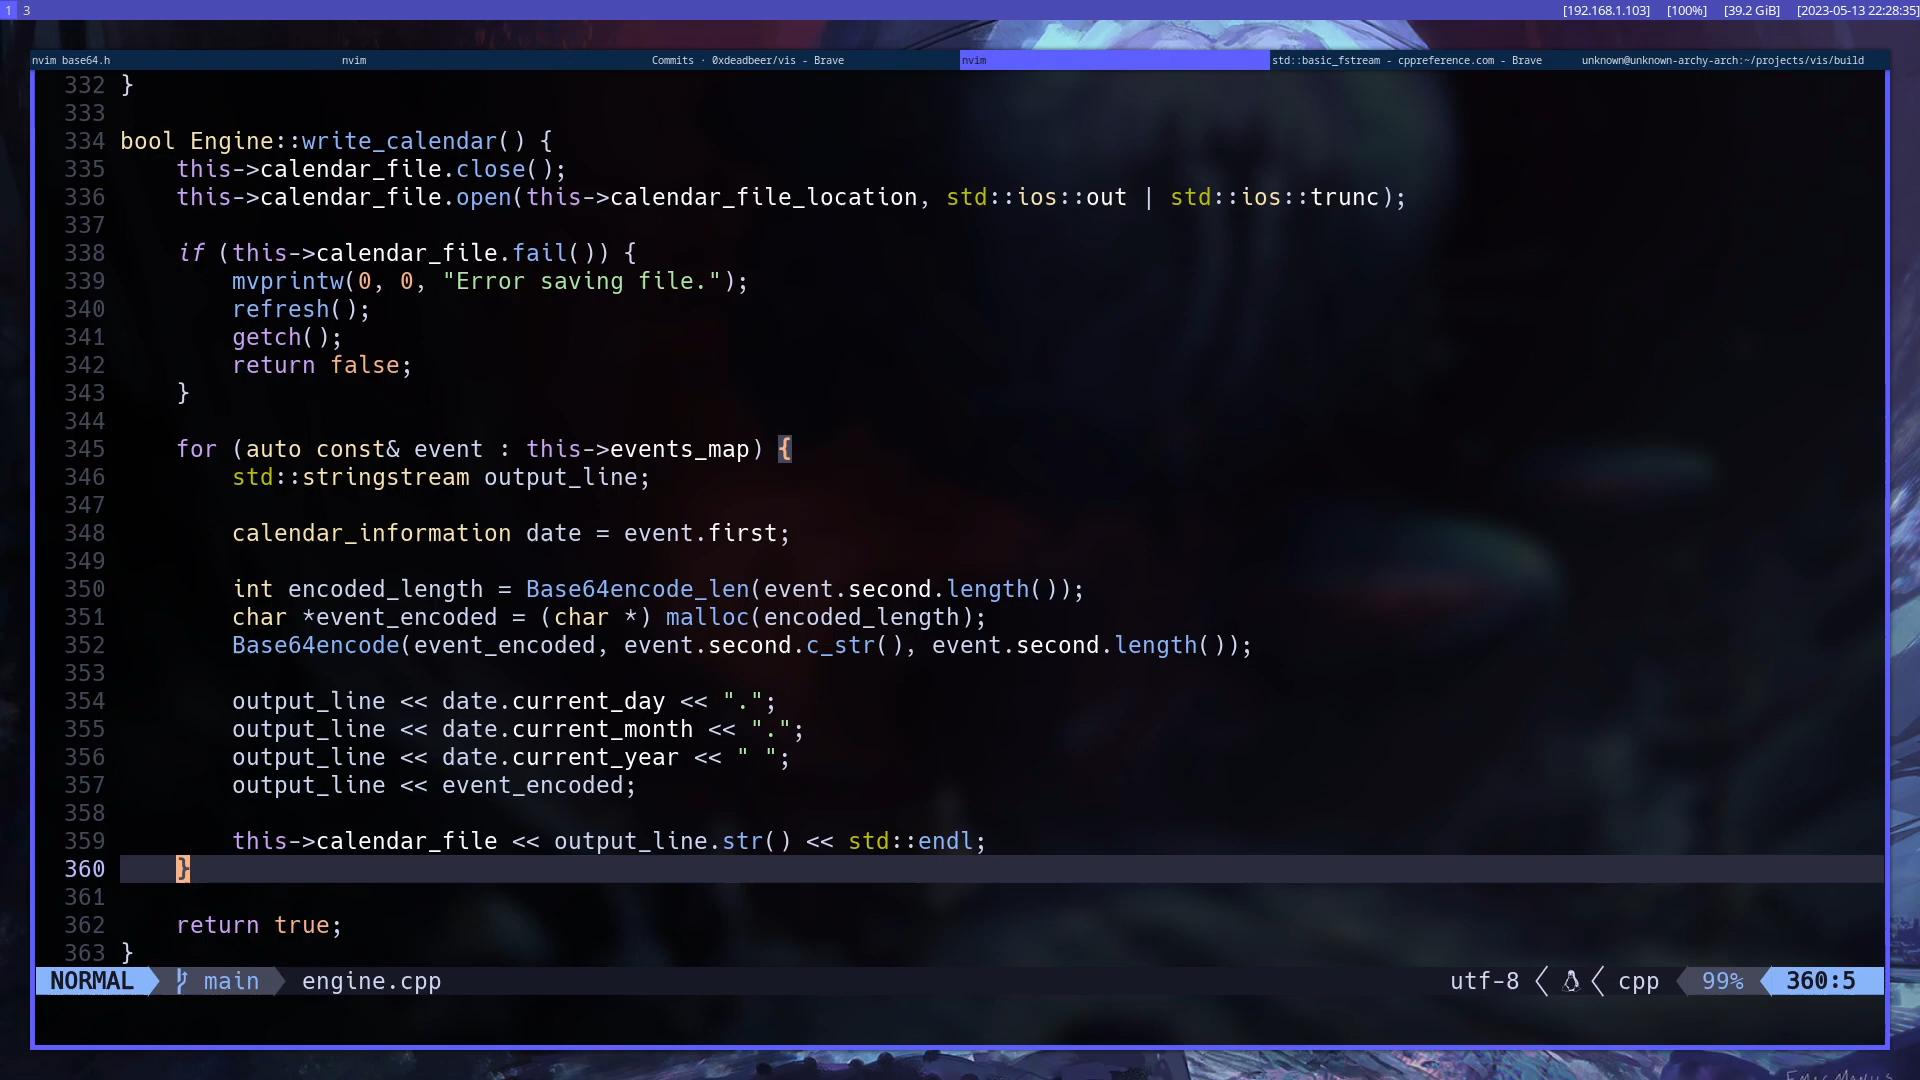 1 3 [192.168.1.103] [100%] [39.2 GiB] [2023-05-13 22:28:35]
nvim base64.h nvim Commits · 0xdeadbeer/vis - Brave nvim std::basic_fstream - cppreference.com - Brave unknown@unknown-archy-arch:~/projects/vis/build
332 }
333
334 bool Engine::write_calendar() {
335     this->calendar_file.close();
336     this->calendar_file.open(this->calendar_file_location, std::ios::out | std::ios::trunc);
337
338     if (this->calendar_file.fail()) {
339         mvprintw(0, 0, "Error saving file.");
340         refresh();
341         getch();
342         return false;
343     }
344
345     for (auto const& event : this->events_map) {
346         std::stringstream output_line;
347
348         calendar_information date = event.first;
349
350         int encoded_length = Base64encode_len(event.second.length());
351         char *event_encoded = (char *) malloc(encoded_length);
352         Base64encode(event_encoded, event.second.c_str(), event.second.length());
353
354         output_line << date.current_day << ".";
355         output_line << date.current_month << ".";
356         output_line << date.current_year << " ";
357         output_line << event_encoded;
358
359         this->calendar_file << output_line.str() << std::endl;
360     }
361
362     return true;
363 }
NORMAL main engine.cpp utf-8 cpp 99% 360:5